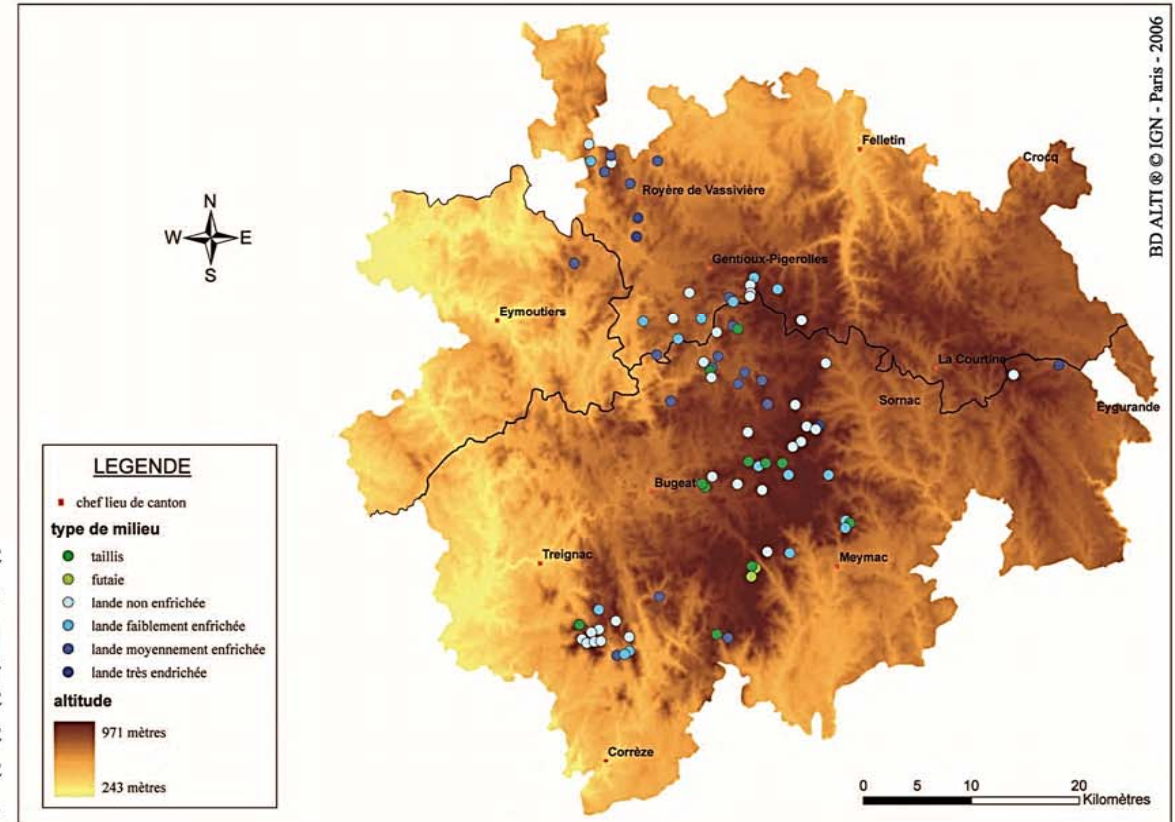 BD ALTI ® © IGN - Paris - 2006
Felletin
Crocq
Royère de Vassivière
N
W E
S
Gentioux-Pigerolles
Eymoutiers
La Courtine
Sornac
Eygurande
Bugeat
Treignac
Meymac
Corrèze
LEGENDE
chef lieu de canton
type de milieu
taillis
futaie
lande non enfrichée
lande faiblement enfrichée
lande moyennement enfrichée
lande très endrichée
altitude
971 mètres
243 mètres
0 5 10 20
Kilomètres